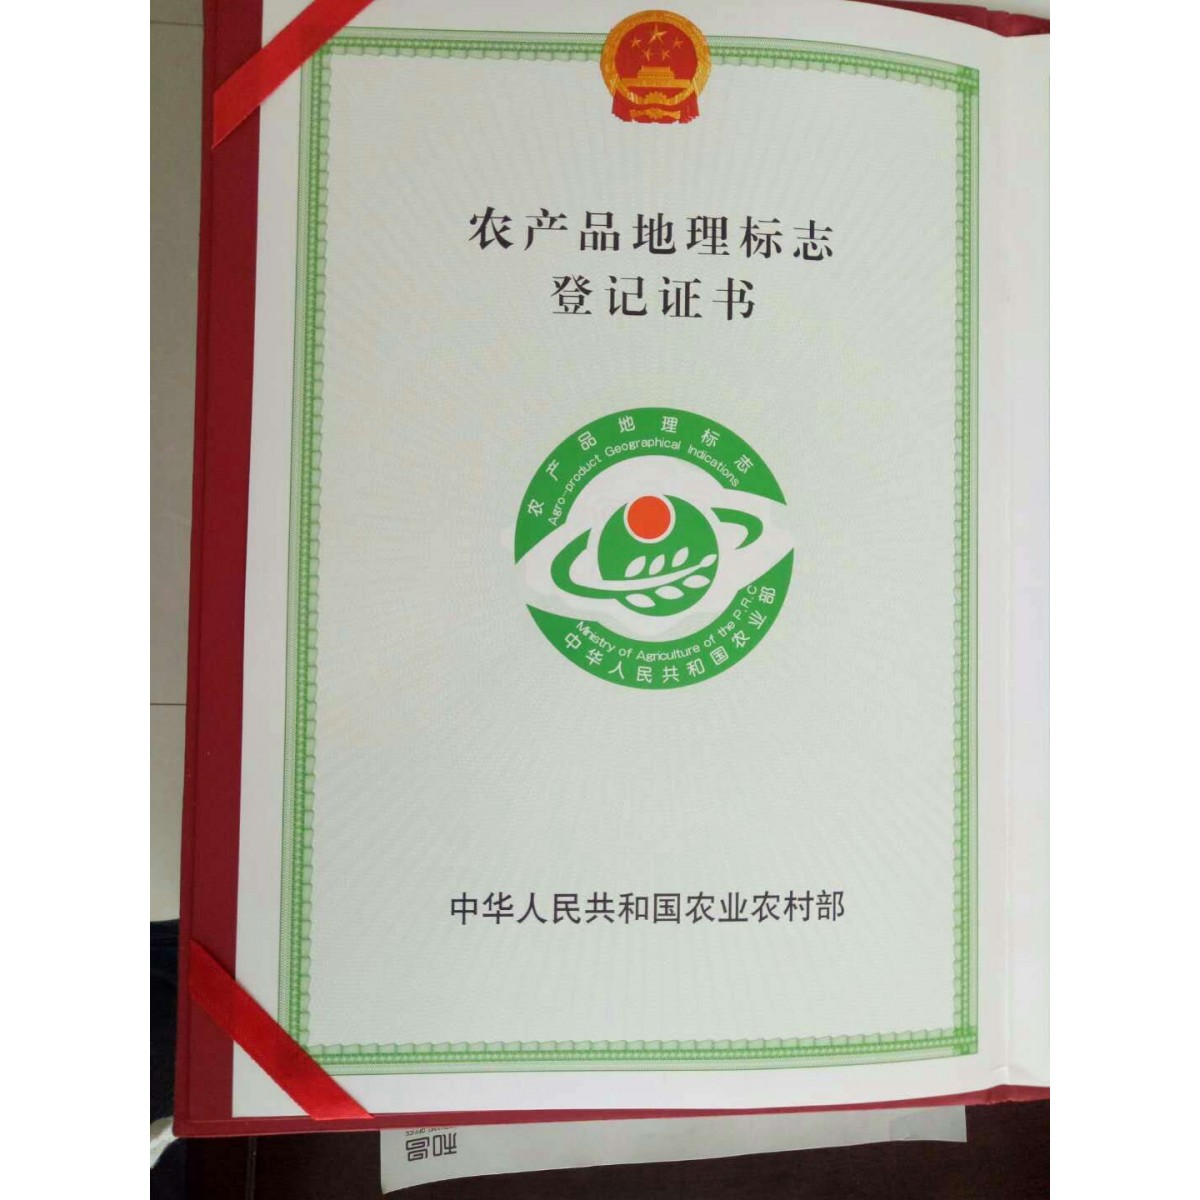 农产品地理标志
登记证书
农产品地理标志
Agro-product Geographical Indications
Ministry of Agriculture of the P.R.C
中华人民共和国农业部
中华人民共和国农业农村部
和昌